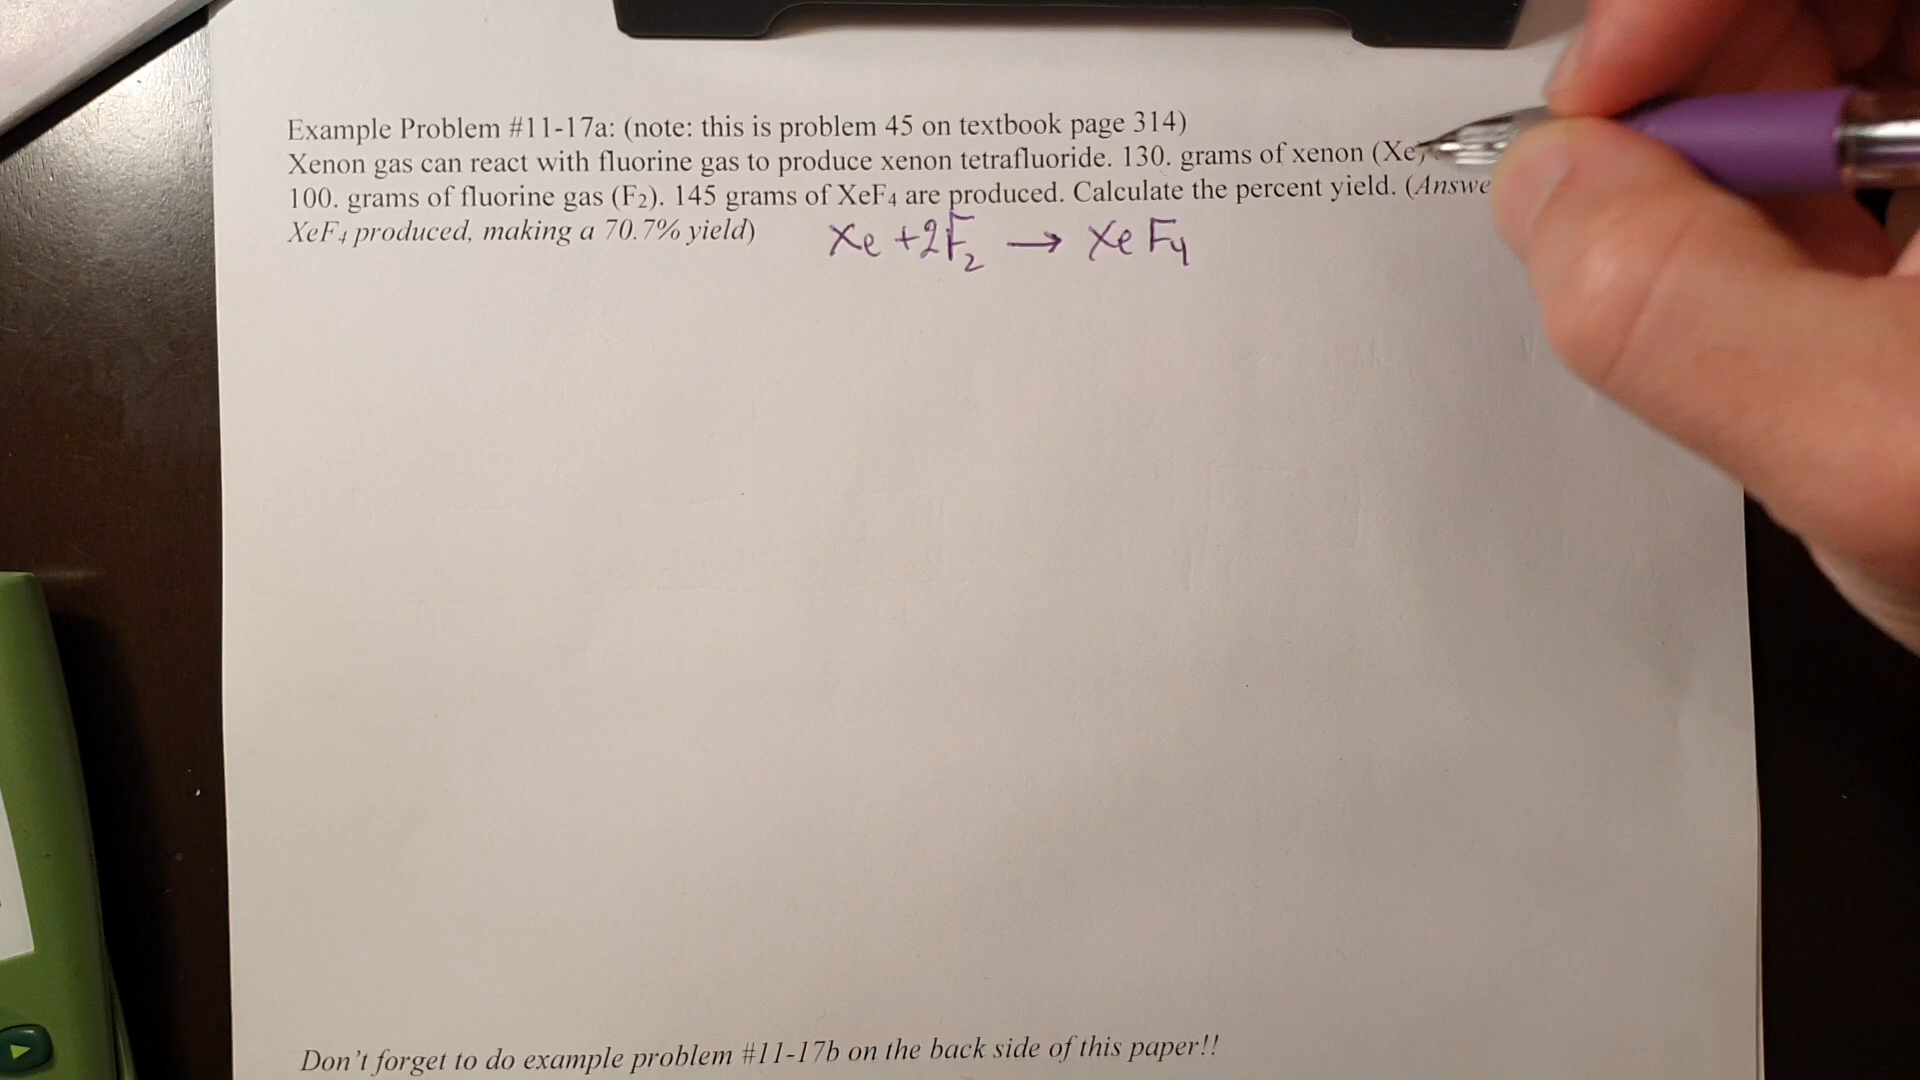 Example Problem #11-17a: (note: this is problem 45 on textbook page 314)
Xenon gas can react with fluorine gas to produce xenon tetrafluoride. 130. grams of xenon (Xe)
100. grams of fluorine gas (F₂). 145 grams of XeF₄ are produced. Calculate the percent yield. (Answe
XeF₄ produced, making a 70.7% yield)
Xe + 2F₂ → XeF₄
Don't forget to do example problem #11-17b on the back side of this paper!!